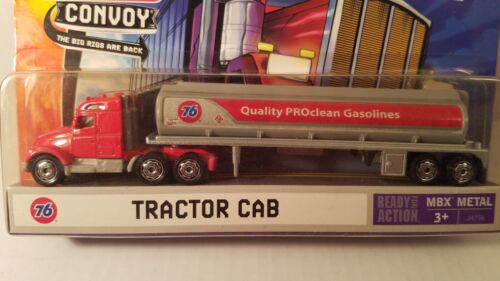 CONVOY
THE BIG RIGS ARE BACK
76
Quality PROclean Gasolines
76
TRACTOR CAB
READY FOR
ACTION
MBX METAL
3+
J4756